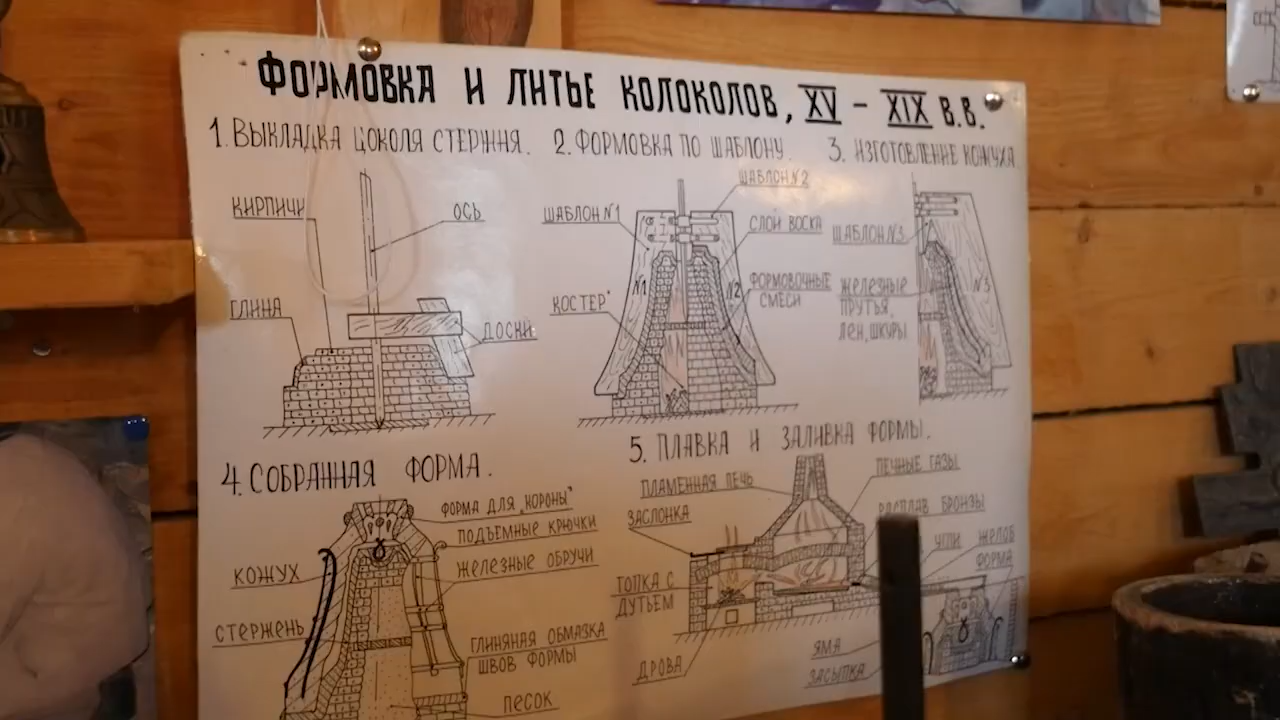 ФОРМОВКА И ЛИТЬЕ КОЛОКОЛОВ, XV – XIX В.В.
1. ВЫКЛАДКА ЦОКОЛЯ СТЕРЖНЯ.
КИРПИЧИ
ОСЬ
ГЛИНА
ДОСКИ
2. ФОРМОВКА ПО ШАБЛОНУ.
ШАБЛОН №2
ШАБЛОН №1
СЛОЙ ВОСКА
ФОРМОВОЧНЫЕ
СМЕСИ
„КОСТЕР"
№1
№2
3. ИЗГОТОВЛЕНИЕ КОЖУХА
ШАБЛОН №3
ЖЕЛЕЗНЫЕ
ПРУТЬЯ,
ЛЕН, ШКУРЫ
№3
4. СОБРАННАЯ ФОРМА.
ФОРМА ДЛЯ „КОРОНЫ"
ПОДЪЕМНЫЕ КРЮЧКИ
ЖЕЛЕЗНЫЕ ОБРУЧИ
КОЖУХ
СТЕРЖЕНЬ
ГЛИНЯНАЯ ОБМАЗКА
ШВОВ ФОРМЫ
ПЕСОК
5. ПЛАВКА И ЗАЛИВКА ФОРМЫ.
ПЛАМЕННАЯ ПЕЧЬ
ПЕЧНЫЕ ГАЗЫ
ЗАСЛОНКА
РАСПЛАВ БРОНЗЫ
УГЛИ
ЖЕЛОБ
ФОРМА
ТОПКА С
ДУТЬЕМ
ДРОВА
ЯМА
ЗАСЫПКА